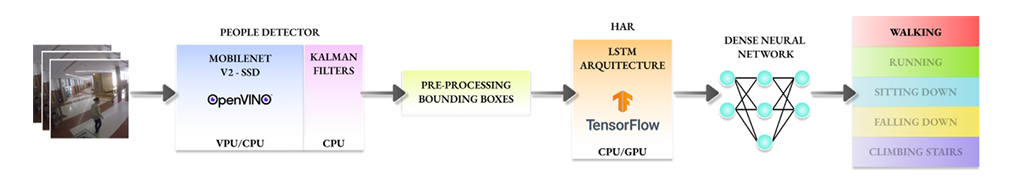 PEOPLE DETECTOR
MOBILENET
V2 - SSD
OpenVINO
VPU/CPU
KALMAN
FILTERS
CPU
PRE-PROCESSING
BOUNDING BOXES
HAR
LSTM
ARQUITECTURE
TensorFlow
CPU/GPU
DENSE NEURAL
NETWORK
WALKING
RUNNING
SITTING DOWN
FALLING DOWN
CLIMBING STAIRS